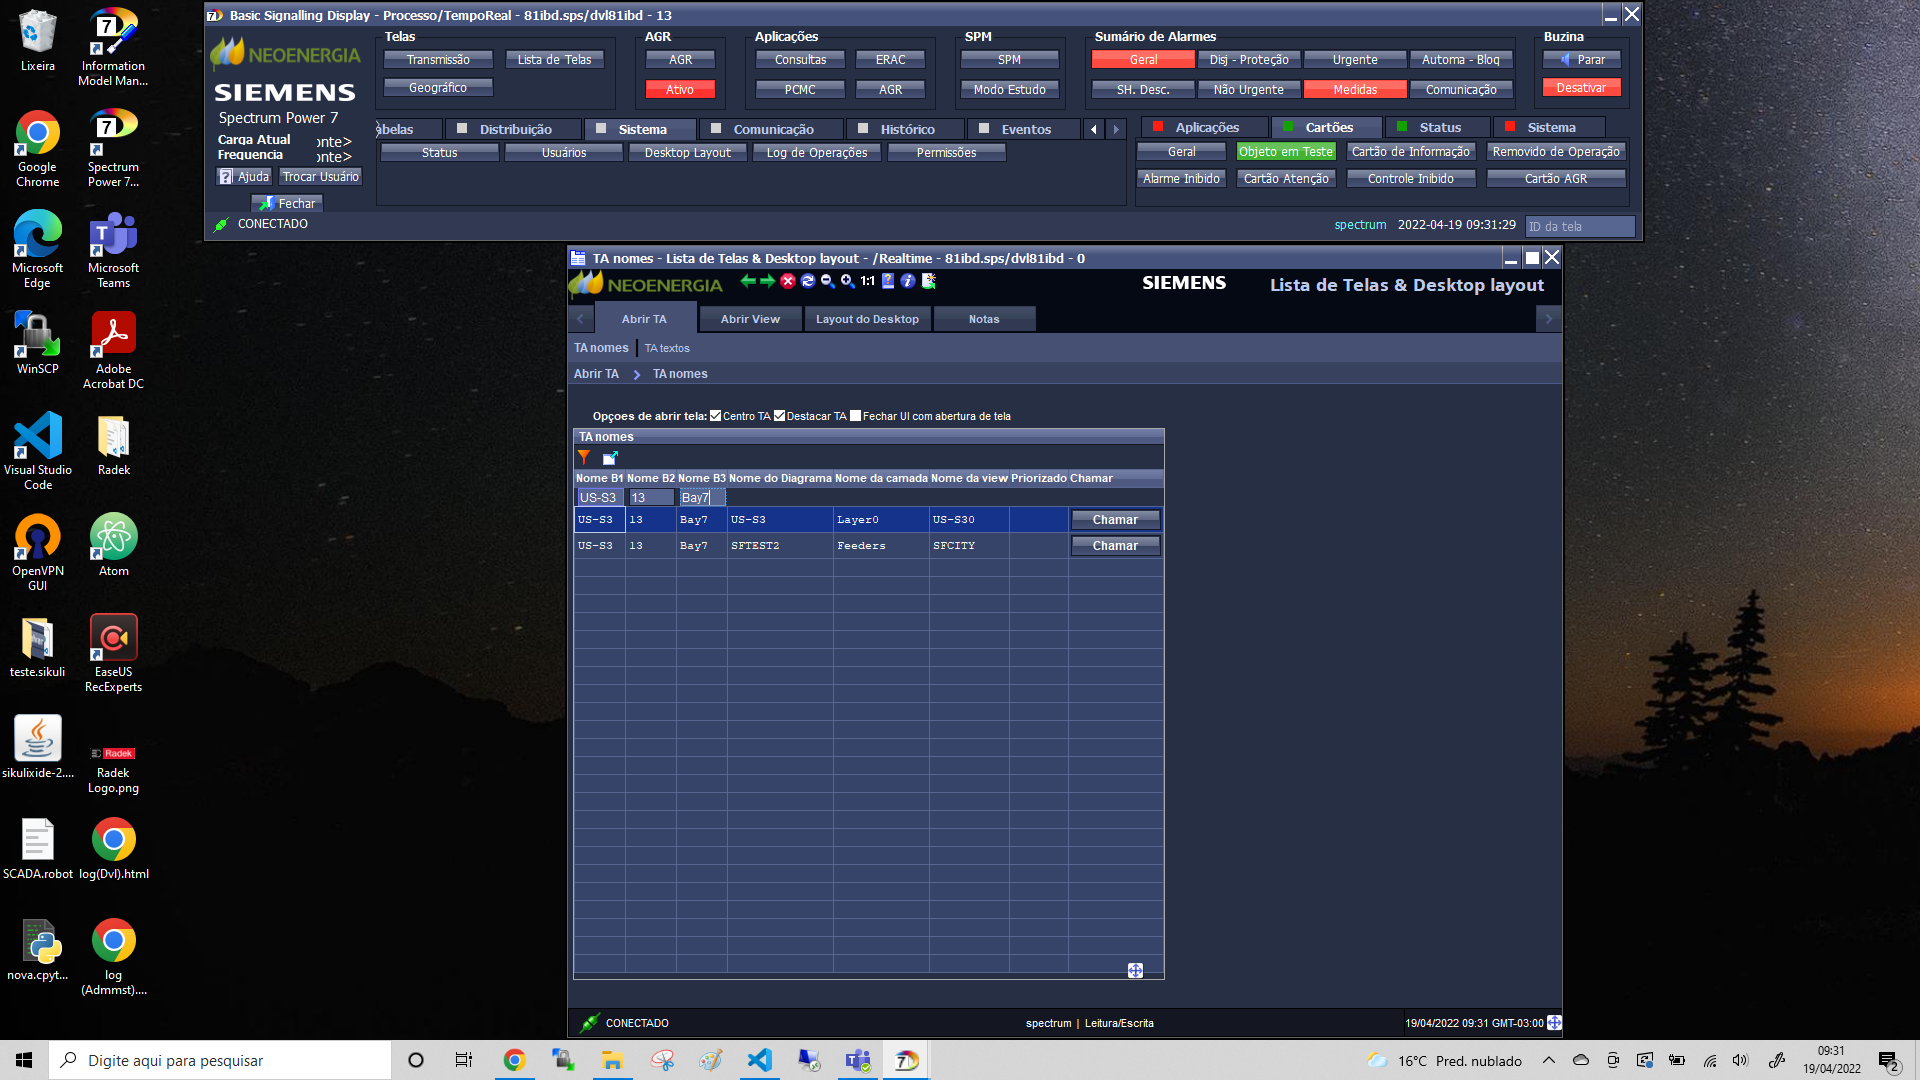 Lixeira
Information
Model Man...
Google
Chrome
Spectrum
Power 7...
Microsoft
Edge
Microsoft
Teams
WinSCP
Adobe
Acrobat DC
Visual Studio
Code
Radek
OpenVPN
GUI
Atom
teste.sikuli
EaseUS
RecExperts
sikulixide-2....
Radek
Radek
Logo.png
SCADA.robot
log(Dvl).html
nova.cpyt...
log
(Admmst)....
Basic Signalling Display - Processo/TempoReal - 81ibd.sps/dvl81ibd - 13
NEOENERGIA
SIEMENS
Spectrum Power 7
Carga Atual onte>
Frequencia onte>
Ajuda Trocar Usuário
Fechar
CONECTADO
Telas
Transmissão Lista de Telas
Geográfico
AGR
AGR
Ativo
Aplicações
Consultas ERAC
PCMC AGR
SPM
SPM
Modo Estudo
Sumário de Alarmes
Geral Disj - Proteção Urgente Automa - Bloq
SH. Desc. Não Urgente Medidas Comunicação
Buzina
Parar
Desativar
abelas Distribuição Sistema Comunicação Histórico Eventos
Status Usuários Desktop Layout Log de Operações Permissões
Aplicações Cartões Status Sistema
Geral Objeto em Teste Cartão de Informação Removido de Operação
Alarme Inibido Cartão Atenção Controle Inibido Cartão AGR
spectrum 2022-04-19 09:31:29 ID da tela
TA nomes - Lista de Telas & Desktop layout - /Realtime - 81ibd.sps/dvl81ibd - 0
NEOENERGIA 1:1 SIEMENS Lista de Telas & Desktop layout
Abrir TA Abrir View Layout do Desktop Notas
TA nomes TA textos
Abrir TA > TA nomes
Opçoes de abrir tela: Centro TA Destacar TA Fechar UI com abertura de tela
TA nomes
Nome B1 Nome B2 Nome B3 Nome do Diagrama Nome da camada Nome da view Priorizado Chamar
US-S3 13 Bay7
US-S3 13 Bay7 US-S3 Layer0 US-S30 Chamar
US-S3 13 Bay7 SFTEST2 Feeders SFCITY Chamar
CONECTADO spectrum | Leitura/Escrita 19/04/2022 09:31 GMT-03:00
Digite aqui para pesquisar
16°C Pred. nublado
09:31
19/04/2022
2